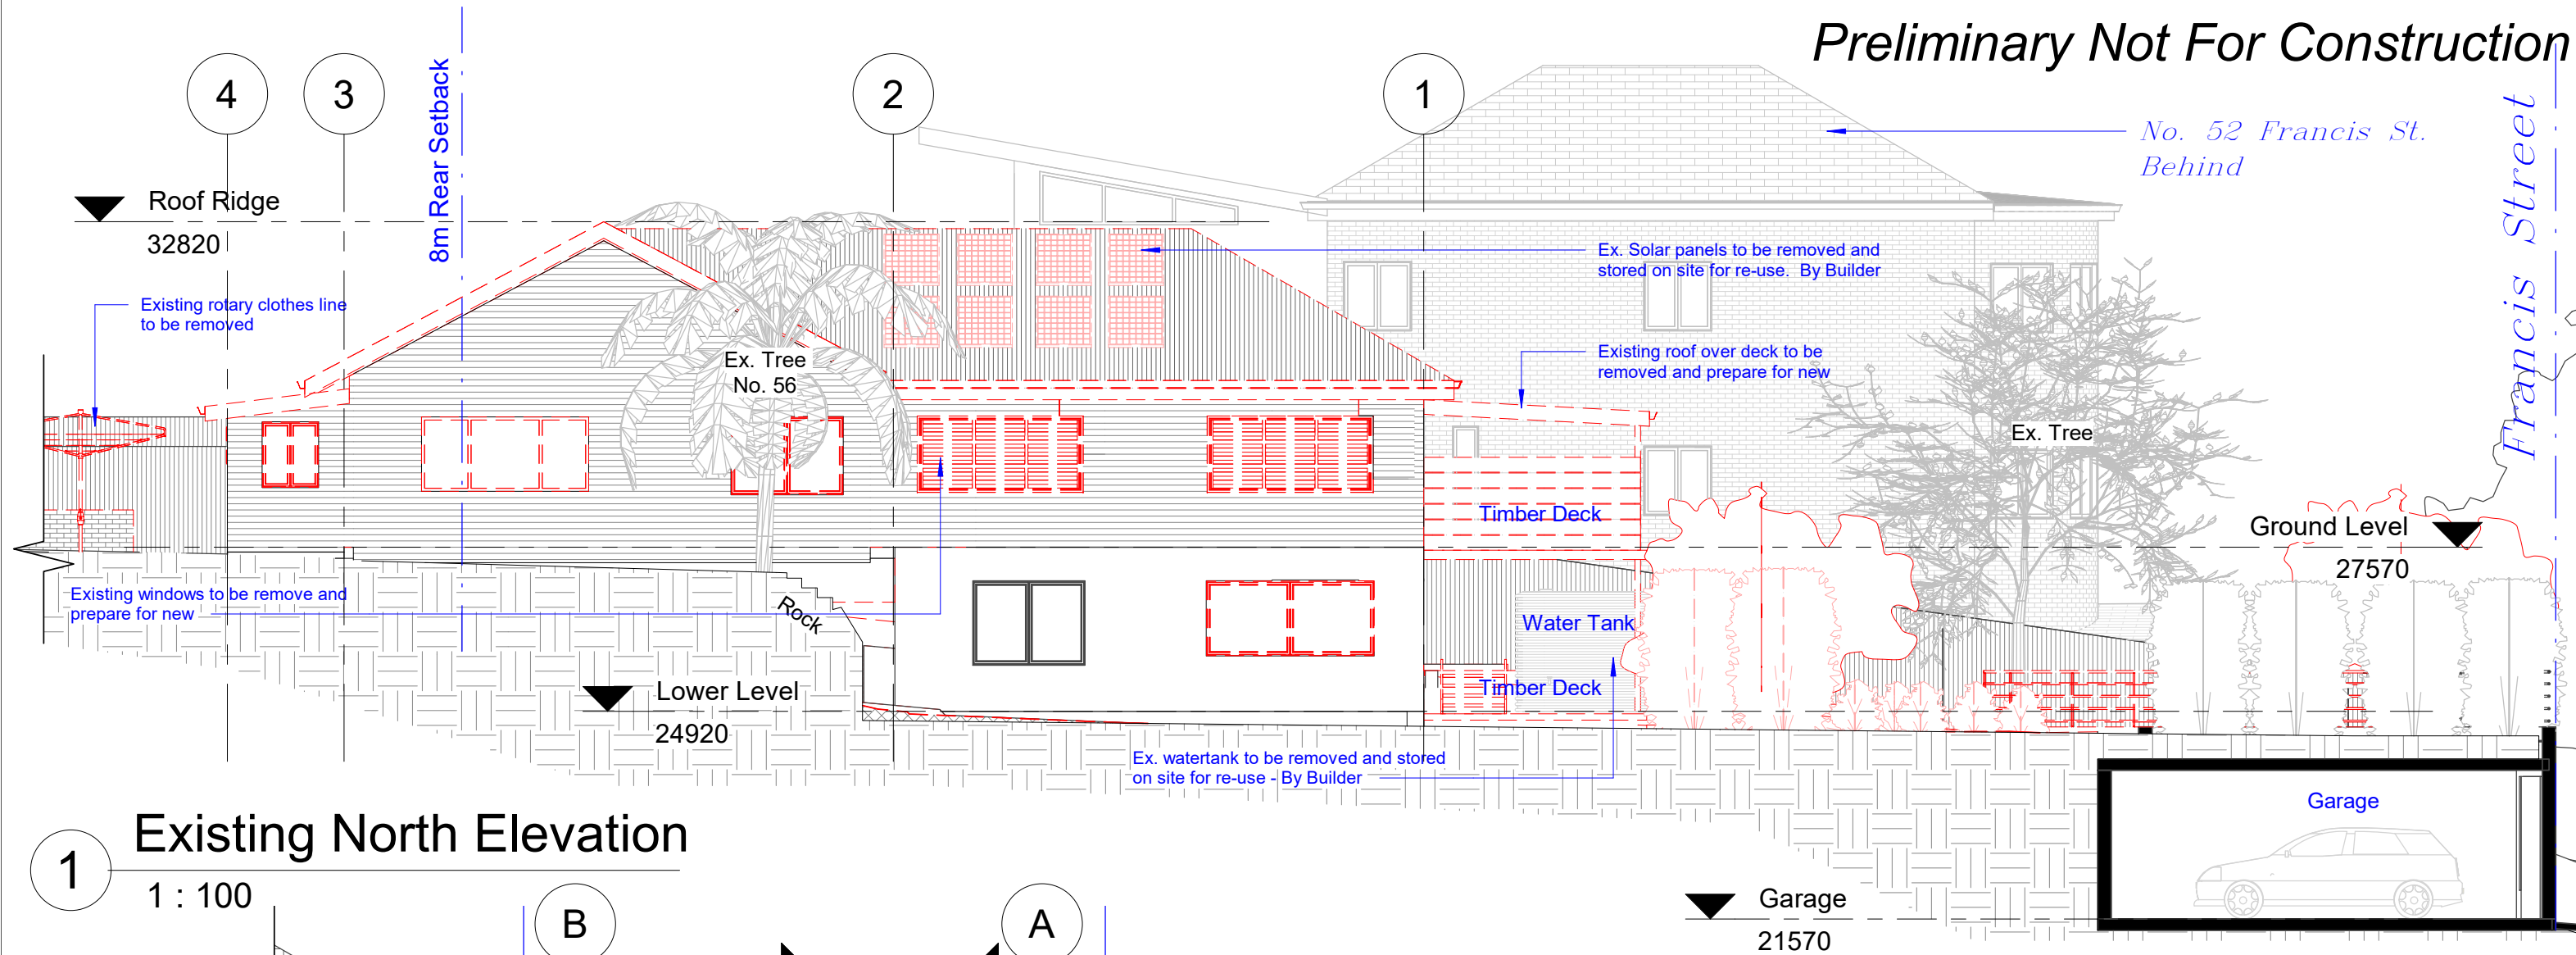 Preliminary Not For Construction
4
3
8m Rear Setback
2
1
No. 52 Francis St.
Behind
Francis Street
Roof Ridge
32820
Ex. Solar panels to be removed and
stored on site for re-use.  By Builder
Existing rotary clothes line
to be removed
Existing roof over deck to be
removed and prepare for new
Ex. Tree
No. 56
Ex. Tree
Timber Deck
Ground Level
27570
Existing windows to be remove and
prepare for new
Rock
Water Tank
Lower Level
24920
Timber Deck
Ex. watertank to be removed and stored
on site for re-use - By Builder
Garage
1
Existing North Elevation
1 : 100
B
A
Garage
21570